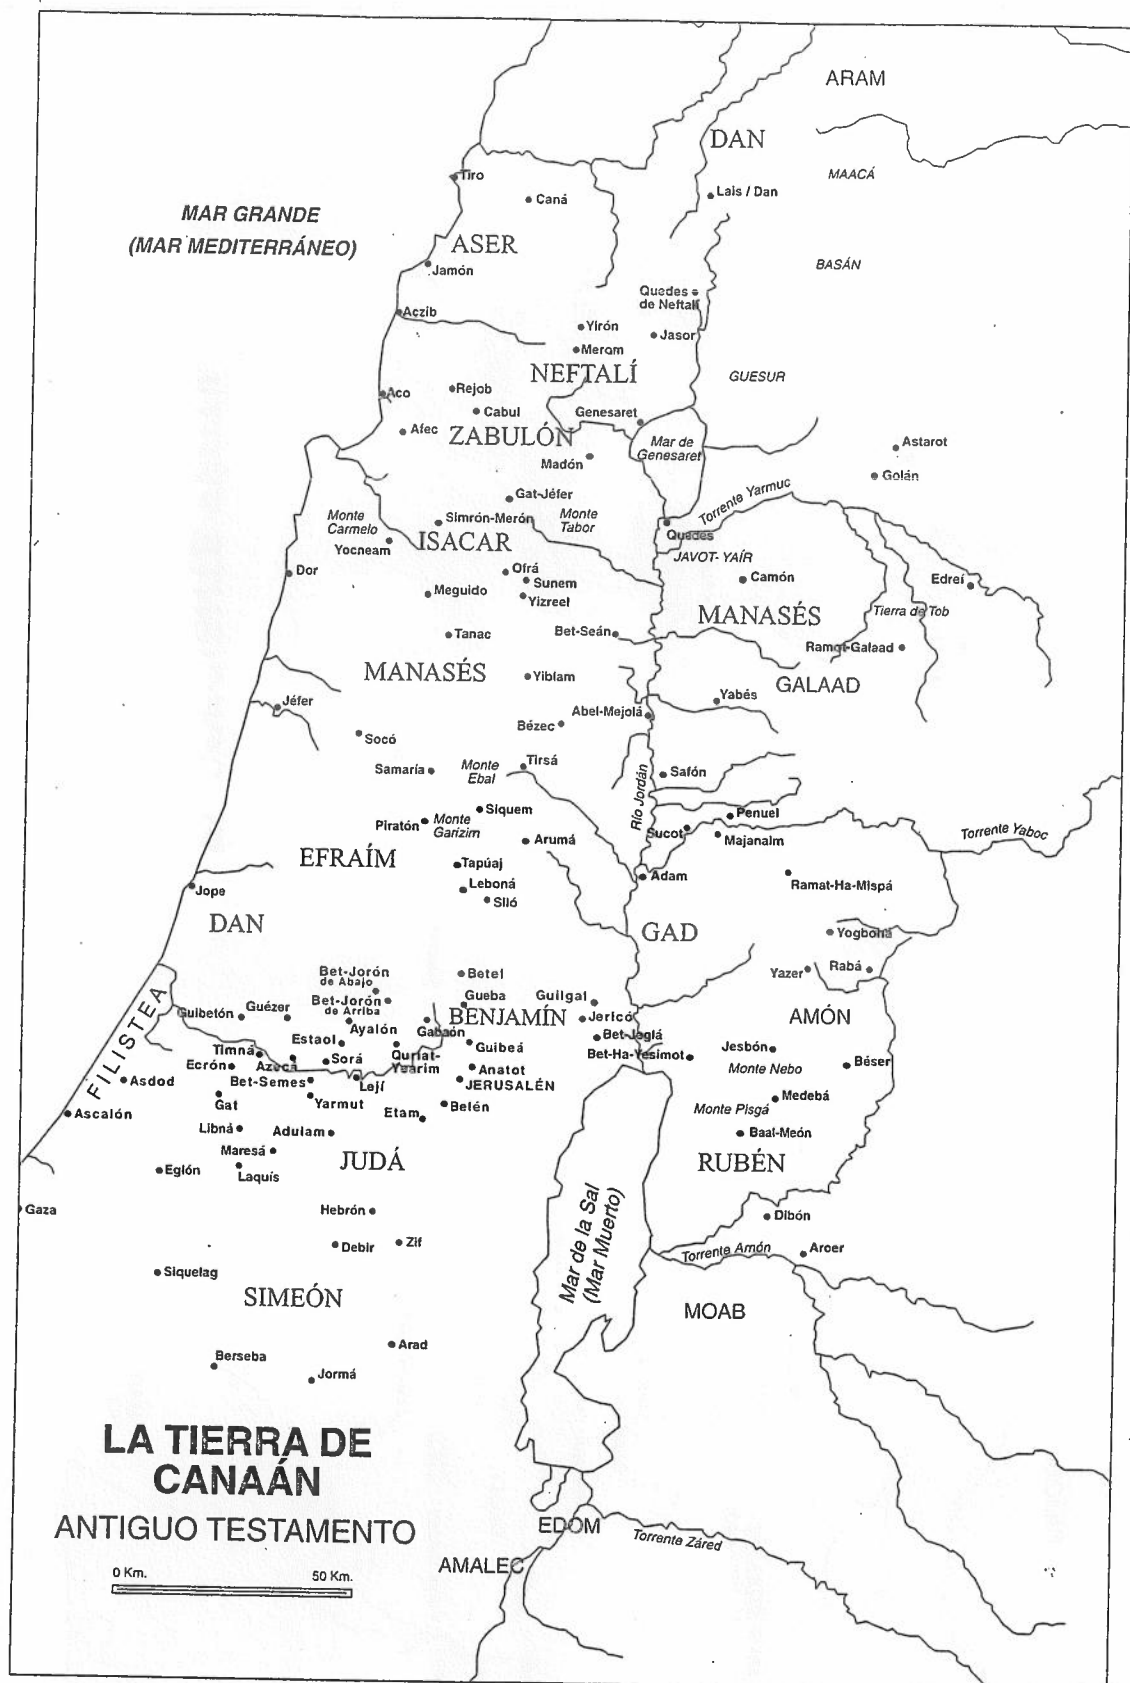 ARAM
DAN
MAACÁ
Tiro
Caná
Lais / Dan
MAR GRANDE
(MAR MEDITERRÁNEO)
ASER
Jamón
BASÁN
Quedes
de Neftalí
Aczib
Yirón
Jasor
Merom
NEFTALÍ
GUESUR
Aco
Rejob
Cabul
Genesaret
Afec
ZABULÓN
Mar de
Genesaret
Astarot
Madón
Golán
Gat-Jéfer
Torrente Yarmuc
Monte
Carmelo
Simrón-Merón
Monte
Tabor
Yocneam
ISACAR
Quedes
JAVOT- YAÍR
Dor
Ofrá
Sunem
Camón
Edreí
Meguido
Yizreel
MANASÉS
Tierra de Tob
Tanac
Bet-Seán
Ramot-Galaad
MANASÉS
Yiblam
GALAAD
Jéfer
Yabés
Abel-Mejolá
Bézec
Socó
Samaría
Monte
Ebal
Tirsá
Safón
Río Jordán
Siquem
Piratón
Monte
Garizim
Penuel
Sucot
Majanaim
Torrente Yaboc
Arumá
EFRAÍM
Tapúaj
Adam
Ramat-Ha-Mispá
Jope
Leboná
Siló
DAN
GAD
Yogbohá
Bet-Jorón
de Abajo
Betel
Yazer
Rabá
FILISTEA
Guibetón
Guézer
Bet-Jorón
de Arriba
Gueba
Guilgal
BENJAMÍN
Jericó
AMÓN
Ayalón
Gabaón
Estaol
Guibeá
Bet-Joglá
Timná
Azecá
Sorá
Quriat-
Yearim
Bet-Ha-Yesimot
Jesbón
Ecrón
Anatot
Monte Nebo
Béser
Asdod
Bet-Semes
Lejí
JERUSALÉN
Ascalón
Gat
Yarmut
Etam
Belén
Medebá
Monte Pisgá
Libná
Adulam
Baal-Meón
Maresá
JUDÁ
RUBÉN
Eglón
Laquís
Gaza
Hebrón
Dibón
Mar de la Sal
(Mar Muerto)
Debir
Zif
Torrente Arnón
Aroer
Siquelag
SIMEÓN
MOAB
Arad
Berseba
Jormá
LA TIERRA DE
CANAÁN
ANTIGUO TESTAMENTO
EDOM
Torrente Záred
AMALEC
0 Km.
50 Km.